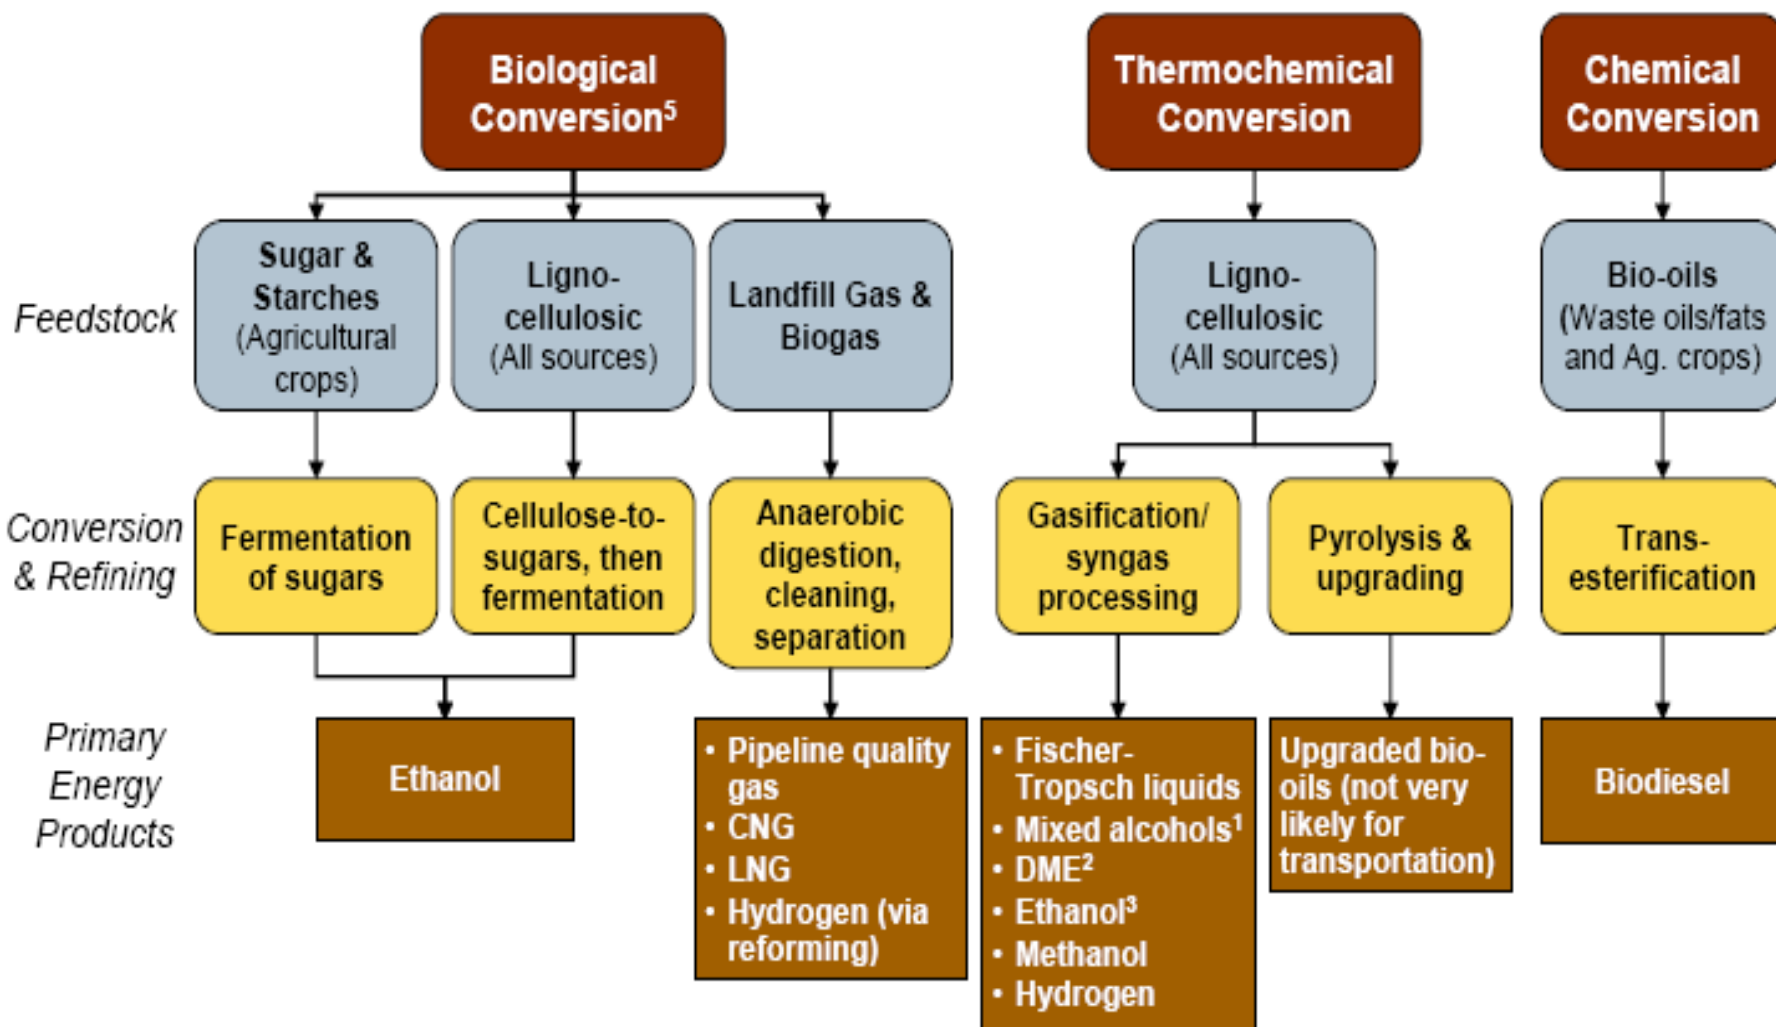 Biological
Conversion⁵
Thermochemical
Conversion
Chemical
Conversion
Feedstock
Sugar &
Starches
(Agricultural
crops)
Ligno-
cellulosic
(All sources)
Landfill Gas &
Biogas
Ligno-
cellulosic
(All sources)
Bio-oils
(Waste oils/fats
and Ag. crops)
Conversion
& Refining
Fermentation
of sugars
Cellulose-to-
sugars, then
fermentation
Anaerobic
digestion,
cleaning,
separation
Gasification/
syngas
processing
Pyrolysis &
upgrading
Trans-
esterification
Primary
Energy
Products
Ethanol
• Pipeline quality
gas
• CNG
• LNG
• Hydrogen (via
reforming)
• Fischer-
Tropsch liquids
• Mixed alcohols¹
• DME²
• Ethanol³
• Methanol
• Hydrogen
Upgraded bio-
oils (not very
likely for
transportation)
Biodiesel